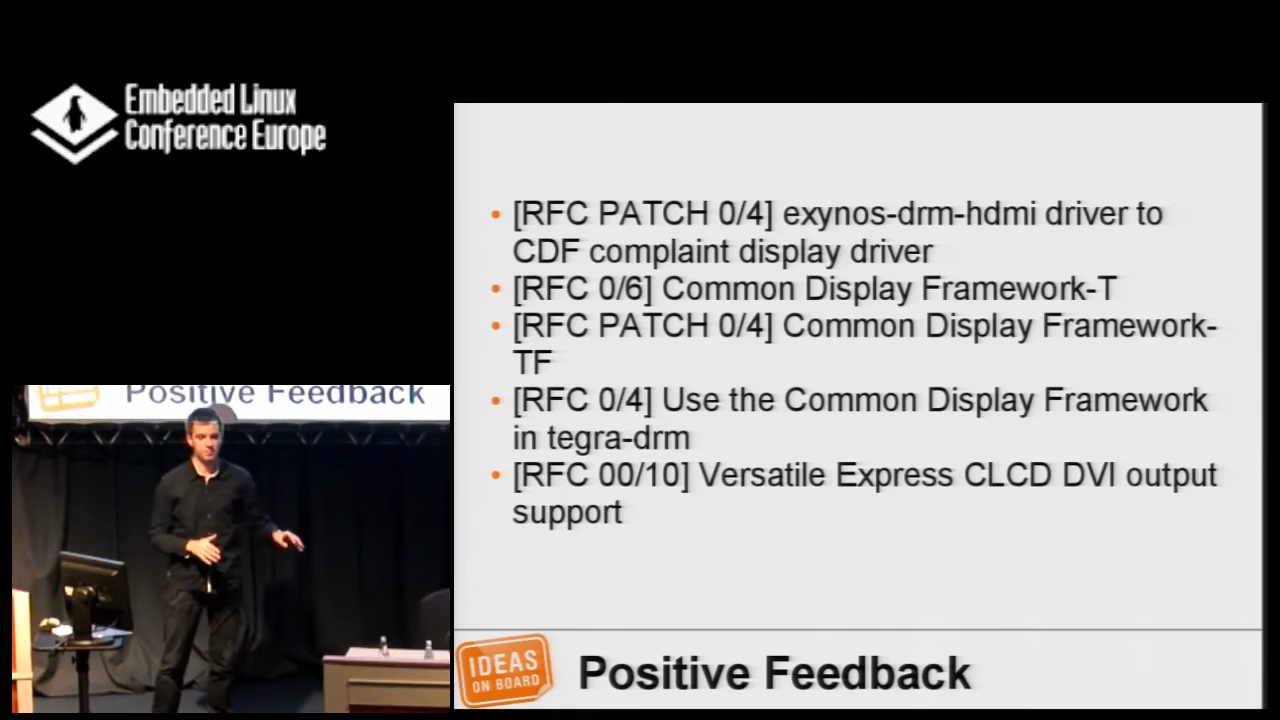 Embedded Linux
Conference Europe
• [RFC PATCH 0/4] exynos-drm-hdmi driver to
CDF complaint display driver
• [RFC 0/6] Common Display Framework-T
• [RFC PATCH 0/4] Common Display Framework-
TF
• [RFC 0/4] Use the Common Display Framework
in tegra-drm
• [RFC 00/10] Versatile Express CLCD DVI output
support
Positive Feedback
IDEAS
ON BOARD
Positive Feedback